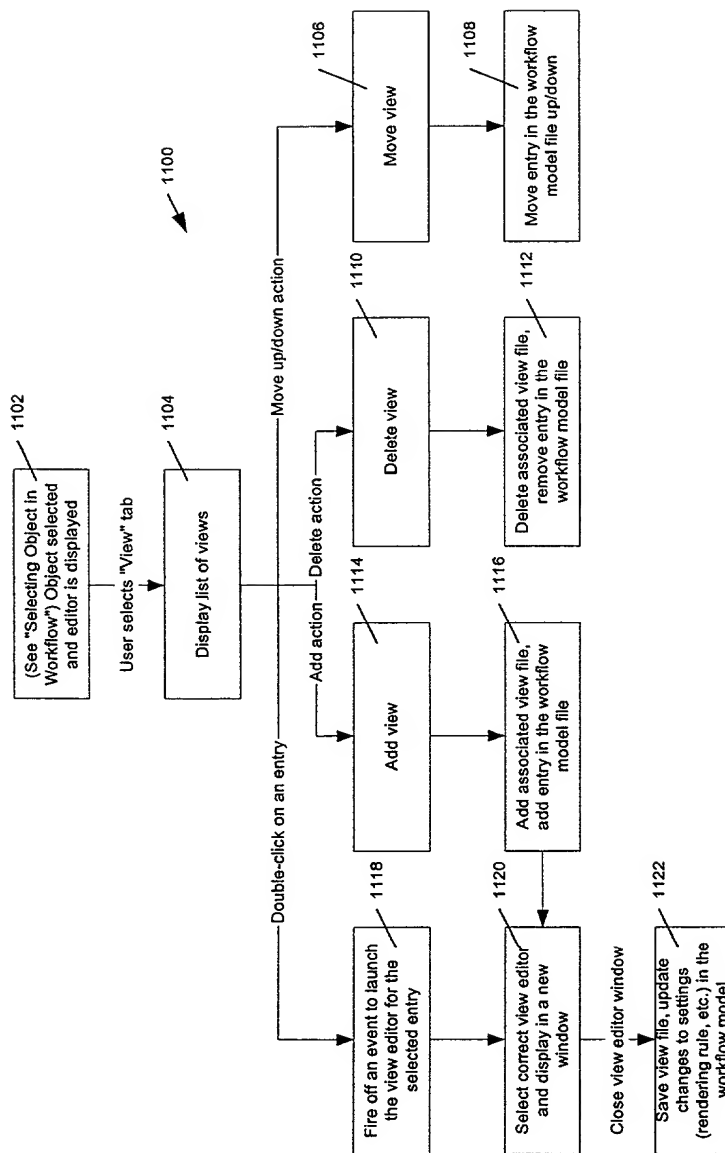 1100
1102
(See "Selecting Object in
Workflow") Object selected
and editor is displayed
User selects "View" tab
1104
Display list of views
Double-click on an entry
Add action
Delete action
Move up/down action
1118
Fire off an event to launch
the view editor for the
selected entry
1114
Add view
1110
Delete view
1106
Move view
1120
Select correct view editor
and display in a new
window
1116
Add associated view file,
add entry in the workflow
model file
1112
Delete associated view file,
remove entry in the
workflow model file
1108
Move entry in the workflow
model file up/down
Close view editor window
1122
Save view file, update
changes to settings
(rendering rule, etc.) in the
workflow model